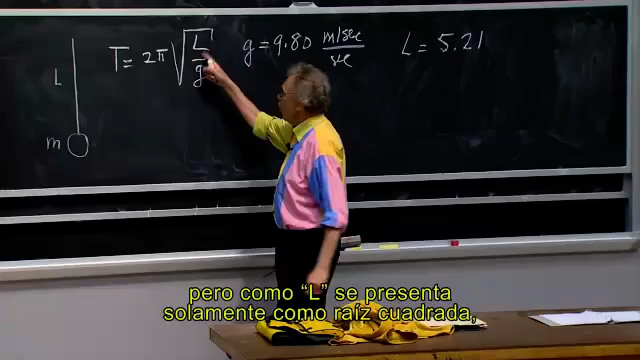 T = 2π √(L/g)
g = 9.80 m/sec / sec
L = 5.21
L
m
pero como “L” se presenta
solamente como raíz cuadrada,